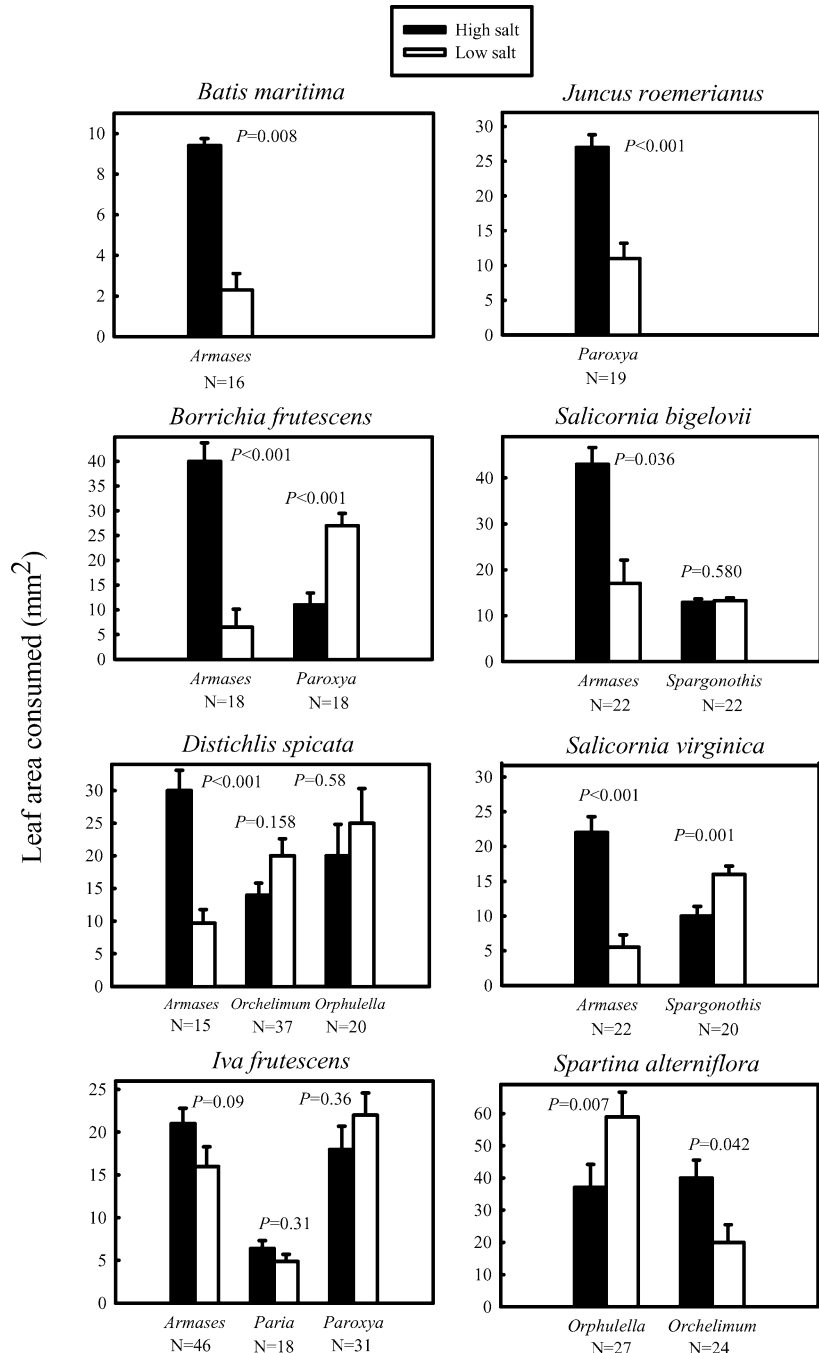 High salt
Low salt
Leaf area consumed (mm²)
Batis maritima
10
8
6
4
2
0
P=0.008
Armases
N=16
Juncus roemerianus
30
25
20
15
10
5
0
P<0.001
Paroxya
N=19
Borrichia frutescens
40
35
30
25
20
15
10
5
0
P<0.001
P<0.001
Armases Paroxya
N=18 N=18
Salicornia bigelovii
40
30
20
10
0
P=0.036
P=0.580
Armases Spargonothis
N=22 N=22
Distichlis spicata
30
25
20
15
10
5
0
P<0.001
P=0.158
P=0.58
Armases Orchelimum Orphulella
N=15 N=37 N=20
Salicornia virginica
30
25
20
15
10
5
0
P<0.001
P=0.001
Armases Spargonothis
N=22 N=20
Iva frutescens
25
20
15
10
5
0
P=0.09
P=0.31
P=0.36
Armases Paria Paroxya
N=46 N=18 N=31
Spartina alterniflora
60
50
40
30
20
10
0
P=0.007
P=0.042
Orphulella Orchelimum
N=27 N=24